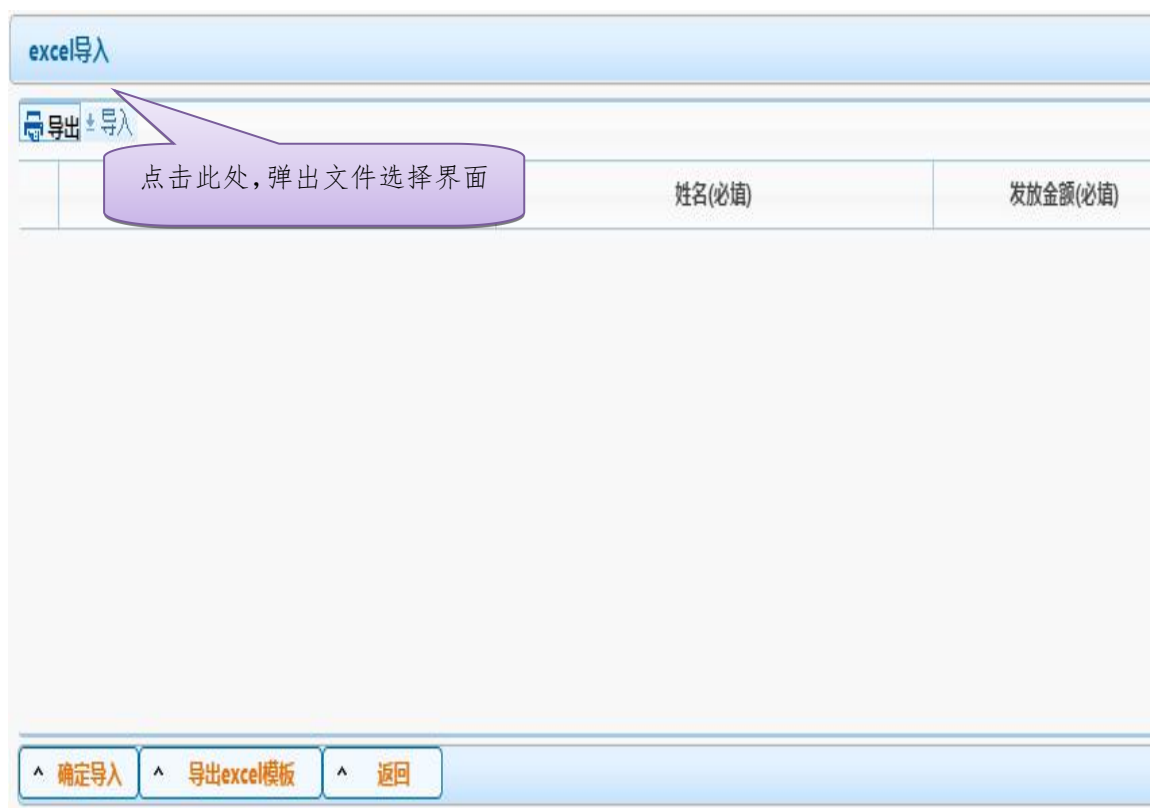 excel导入
导出 导入
点击此处,弹出文件选择界面
姓名(必填) 发放金额(必填)
^ 确定导入 ^ 导出excel模板 ^ 返回